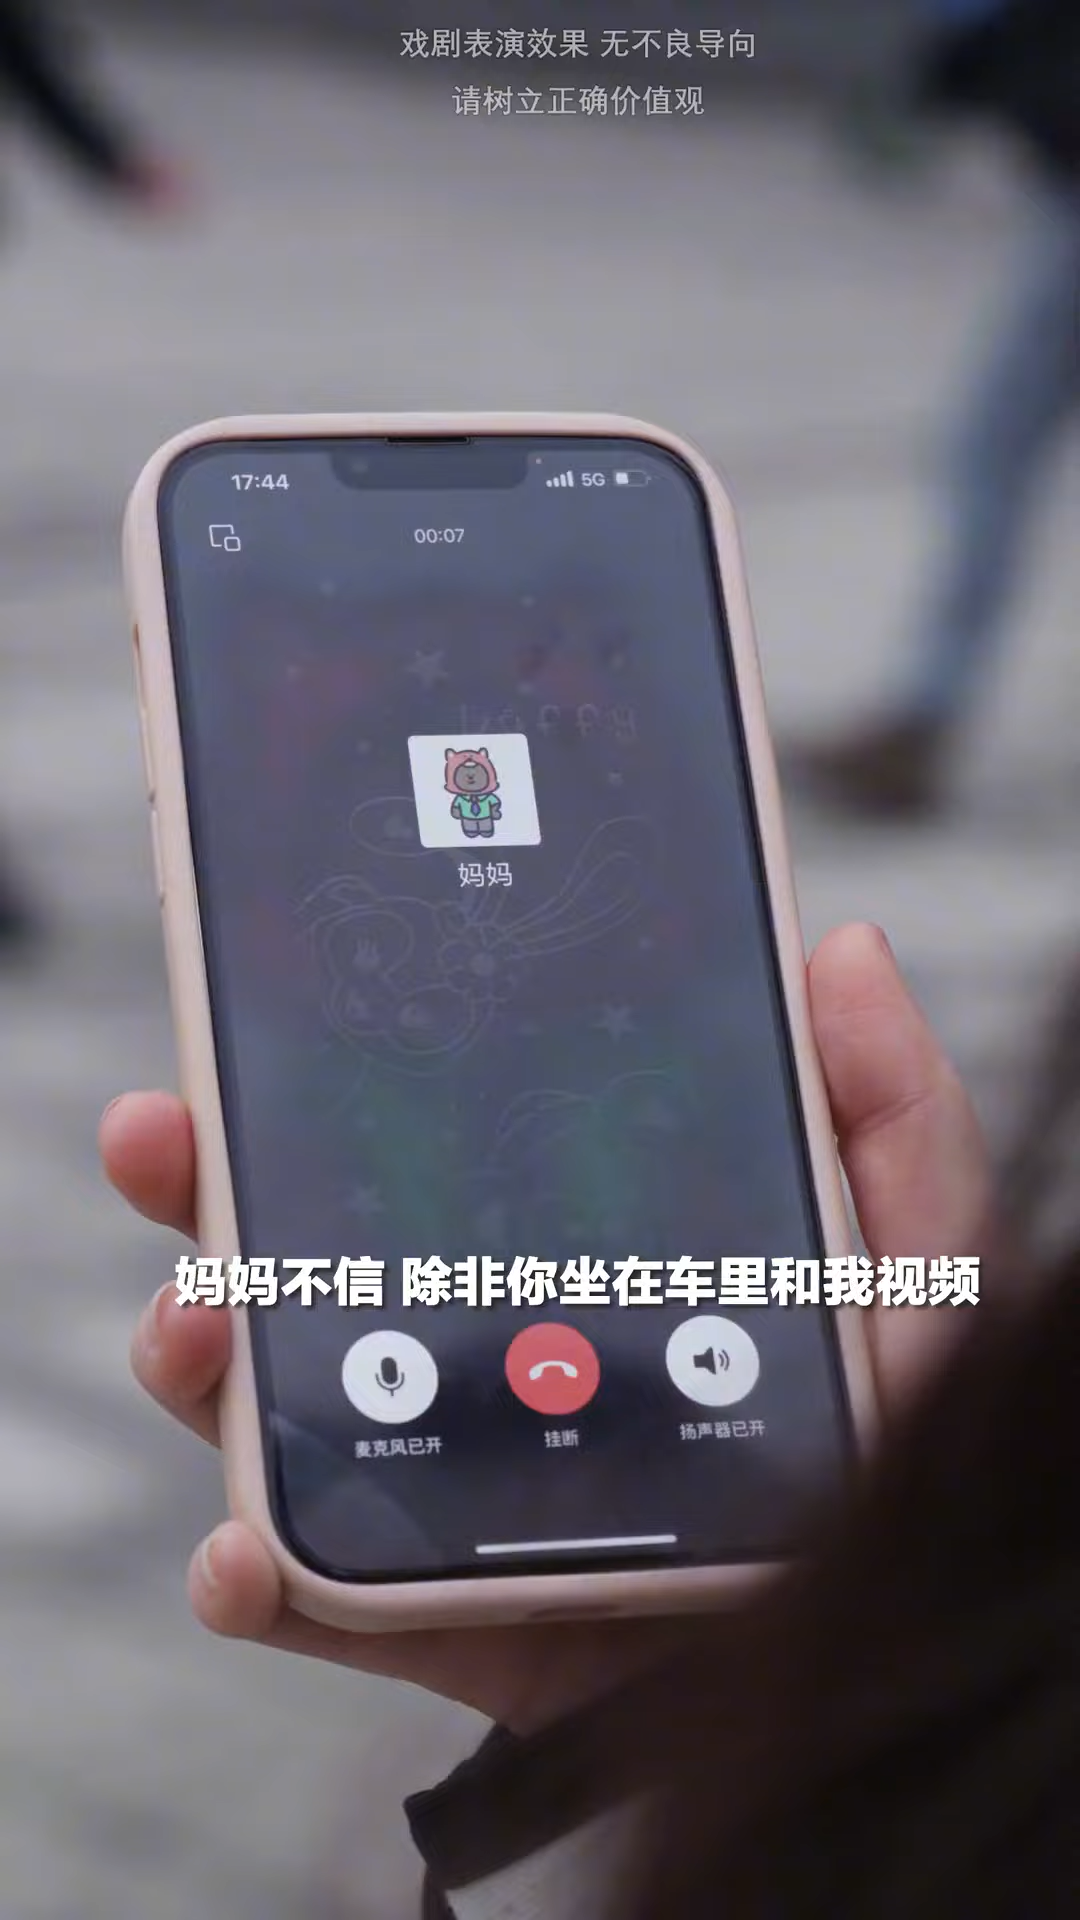 戏剧表演效果 无不良导向
请树立正确价值观
17:44
5G
00:07
妈妈
妈妈不信 除非你坐在车里和我视频
麦克风已开
挂断
扬声器已开